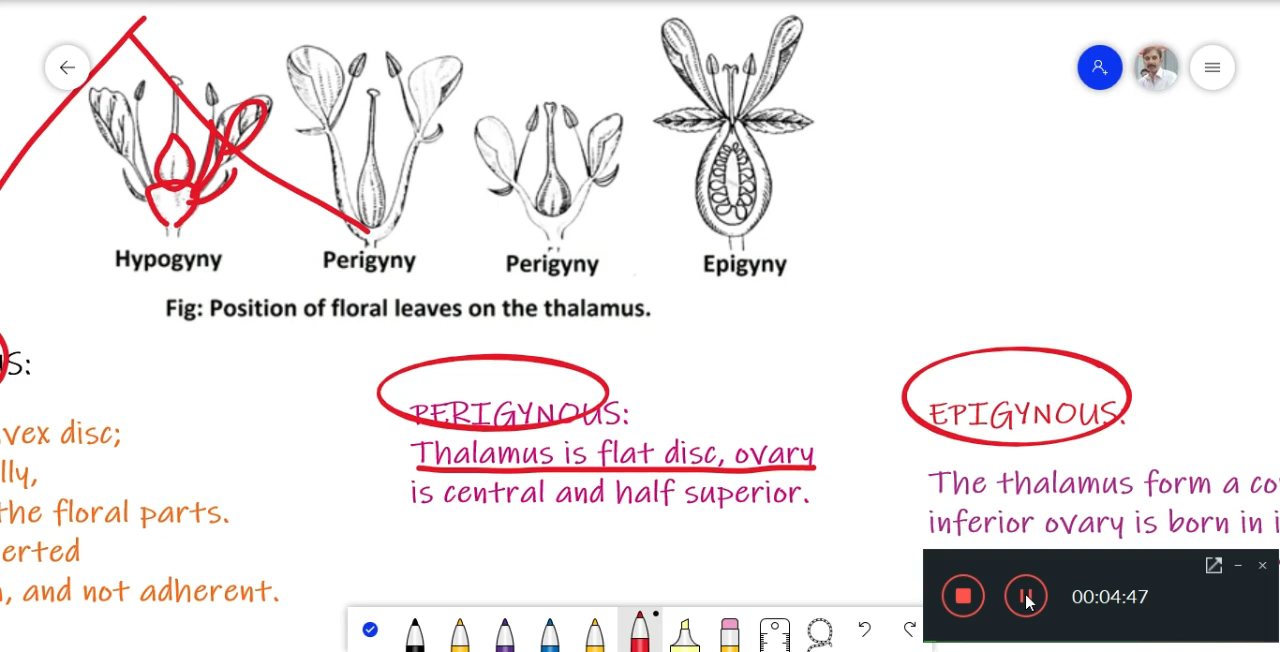 Hypogyny
Perigyny
Perigyny
Epigyny
Fig: Position of floral leaves on the thalamus.
S:
vex disc;
lly,
the floral parts.
erted
, and not adherent.
PERIGYNOUS:
Thalamus is flat disc, ovary
is central and half superior.
EPIGYNOUS:
The thalamus form a co
inferior ovary is born in i
00:04:47